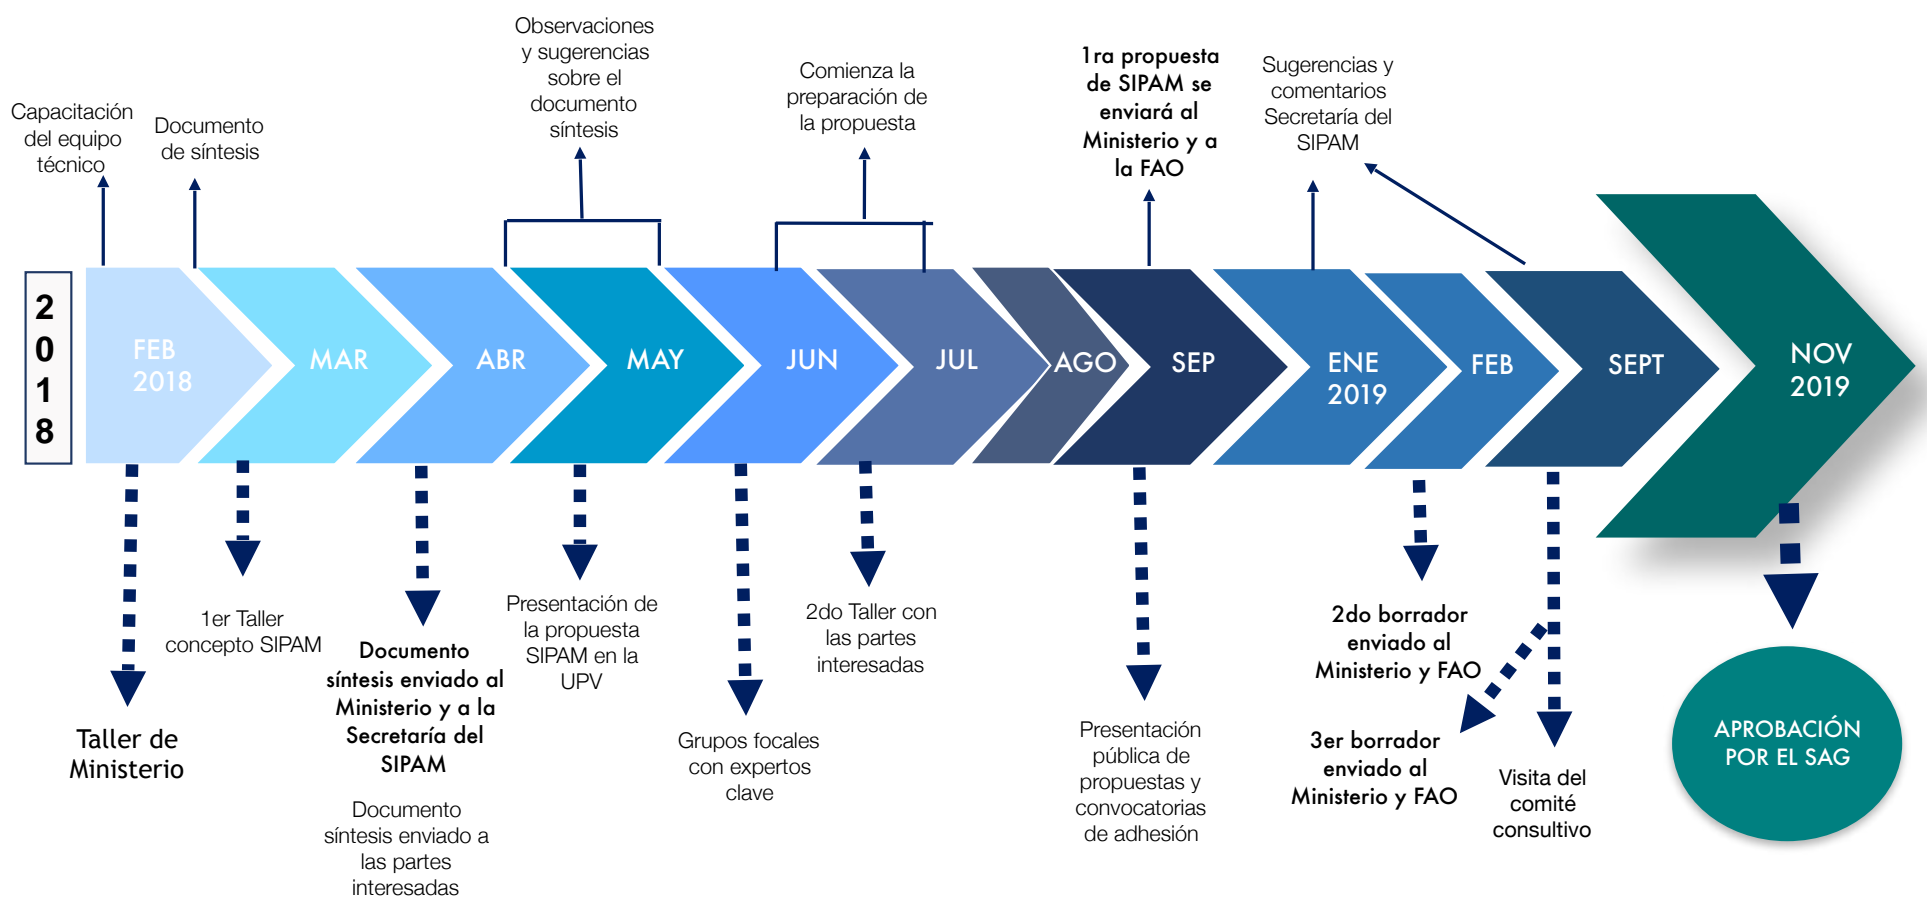 Capacitación
del equipo
técnico
Documento
de síntesis
Observaciones
y sugerencias
sobre el
documento
síntesis
Comienza la
preparación de
la propuesta
1ra propuesta
de SIPAM se
enviará al
Ministerio y a
la FAO
Sugerencias y
comentarios
Secretaría del
SIPAM
2
0
1
8
FEB
2018
MAR
ABR
MAY
JUN
JUL
AGO
SEP
ENE
2019
FEB
SEPT
NOV
2019
Taller de
Ministerio
1er Taller
concepto SIPAM
Documento
síntesis enviado al
Ministerio y a la
Secretaría del
SIPAM
Documento
síntesis enviado a
las partes
interesadas
Presentación de
la propuesta
SIPAM en la
UPV
Grupos focales
con expertos
clave
2do Taller con
las partes
interesadas
Presentación
pública de
propuestas y
convocatorias
de adhesión
2do borrador
enviado al
Ministerio y FAO
3er borrador
enviado al
Ministerio y FAO
Visita del
comité
consultivo
APROBACIÓN
POR EL SAG